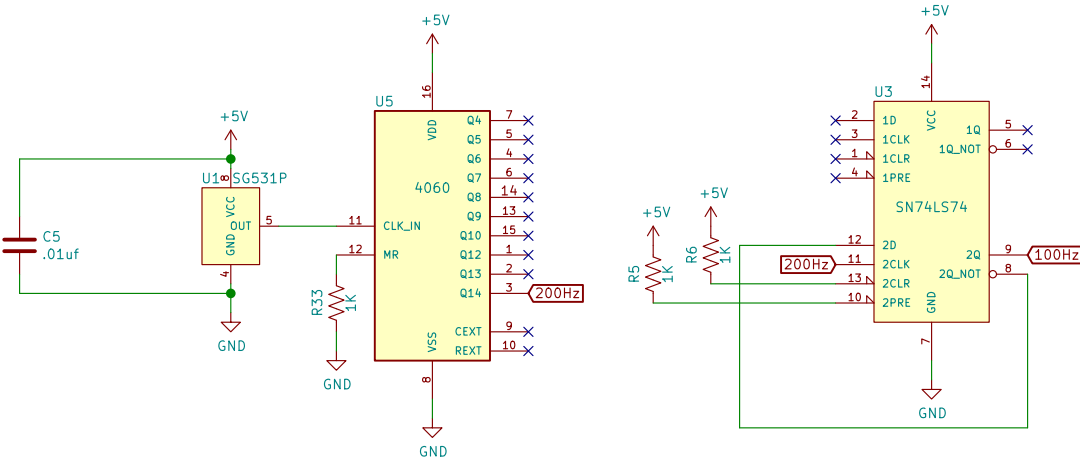 +5V
U1
SG531P
8
VCC
OUT
5
GND
4
GND
C5
.01uf
+5V
U5
16
VDD
4060
11
CLK_IN
12
MR
R33
1K
GND
Q4
7
Q5
5
Q6
4
Q7
6
Q8
14
Q9
13
Q10
15
Q12
1
Q13
2
Q14
3
200Hz
CEXT
9
REXT
10
VSS
8
GND
+5V
R5
1K
+5V
R6
1K
+5V
U3
14
VCC
2
1D
3
1CLK
1
1CLR
4
1PRE
1Q
5
1Q_NOT
6
SN74LS74
12
2D
200Hz
11
2CLK
13
2CLR
10
2PRE
2Q
9
100Hz
2Q_NOT
8
GND
7
GND